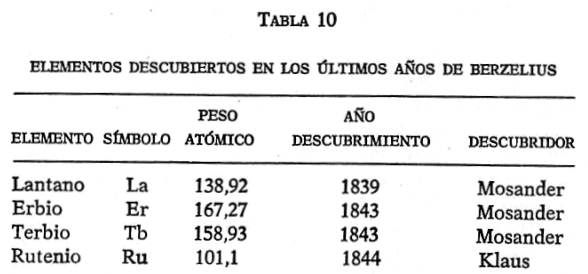 TABLA 10
ELEMENTOS DESCUBIERTOS EN LOS ÚLTIMOS AÑOS DE BERZELIUS
ELEMENTO SÍMBOLO PESO ATÓMICO AÑO DESCUBRIMIENTO DESCUBRIDOR
Lantano La 138,92 1839 Mosander
Erbio Er 167,27 1843 Mosander
Terbio Tb 158,93 1843 Mosander
Rutenio Ru 101,1 1844 Klaus